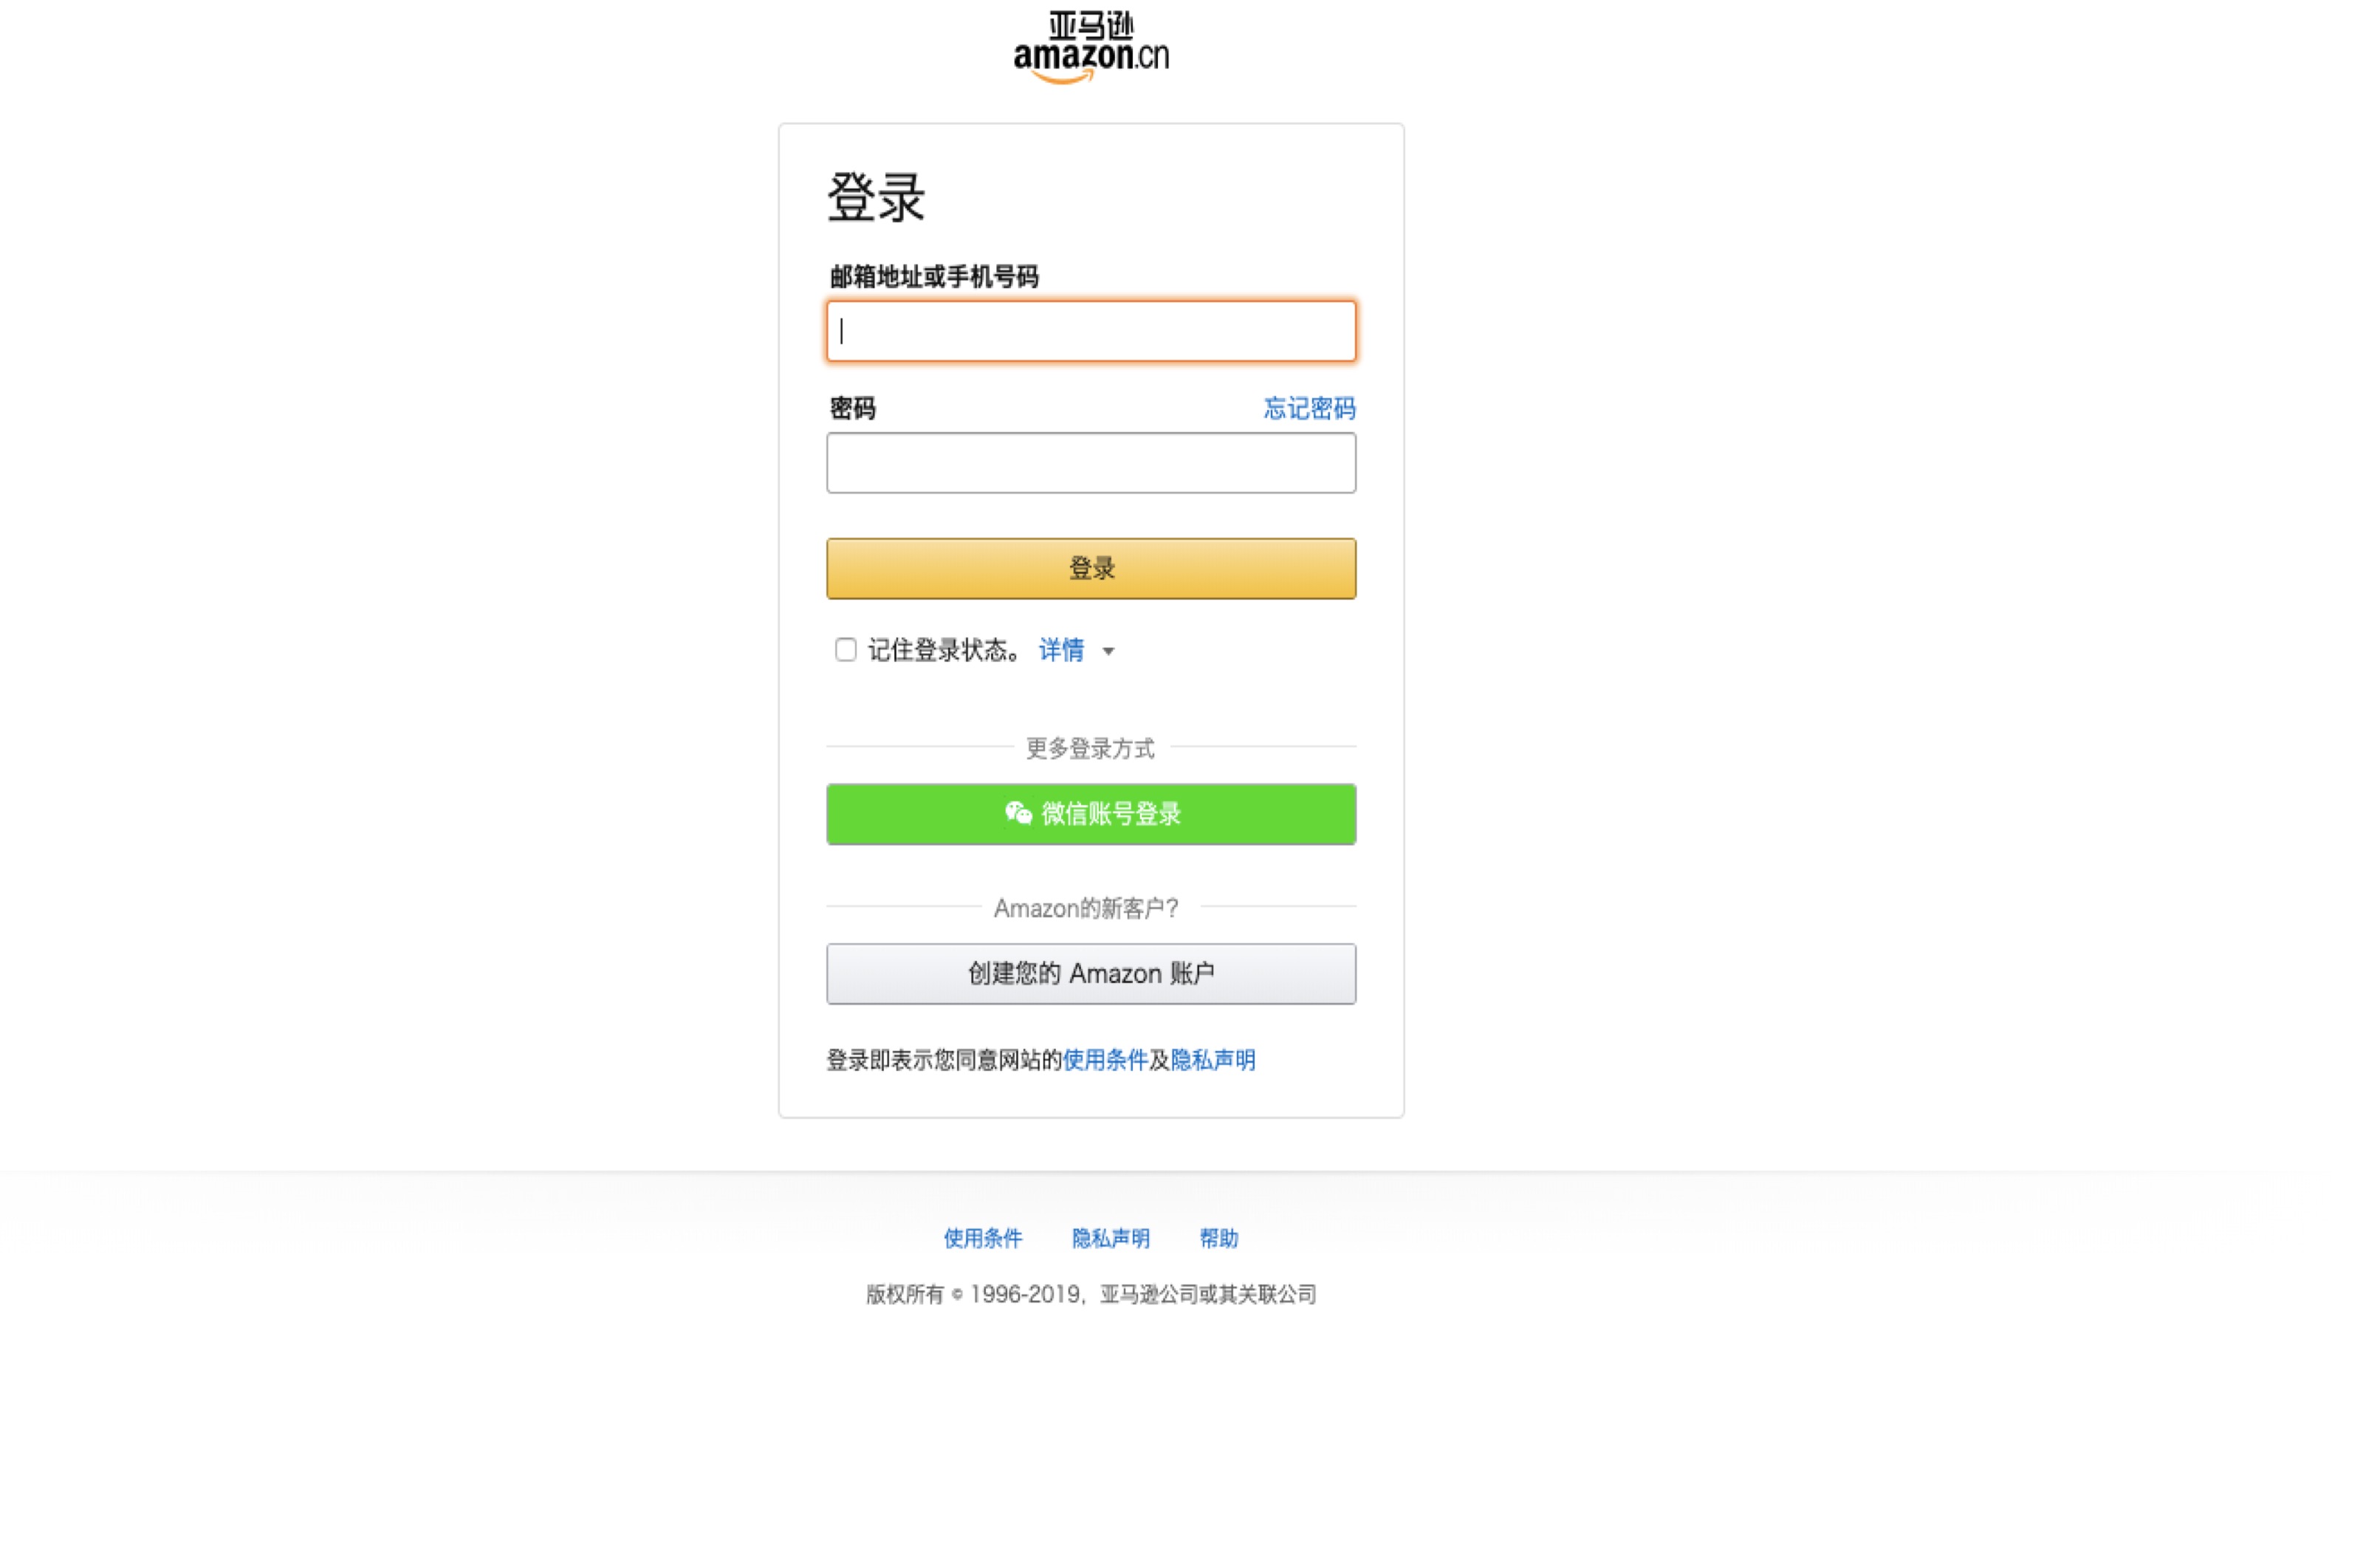 亚马逊
amazon.cn
登录
邮箱地址或手机号码
密码 忘记密码
登录
记住登录状态。 详情
更多登录方式
微信账号登录
Amazon的新客户?
创建您的 Amazon 账户
登录即表示您同意网站的使用条件及隐私声明
使用条件 隐私声明 帮助
版权所有 © 1996-2019，亚马逊公司或其关联公司